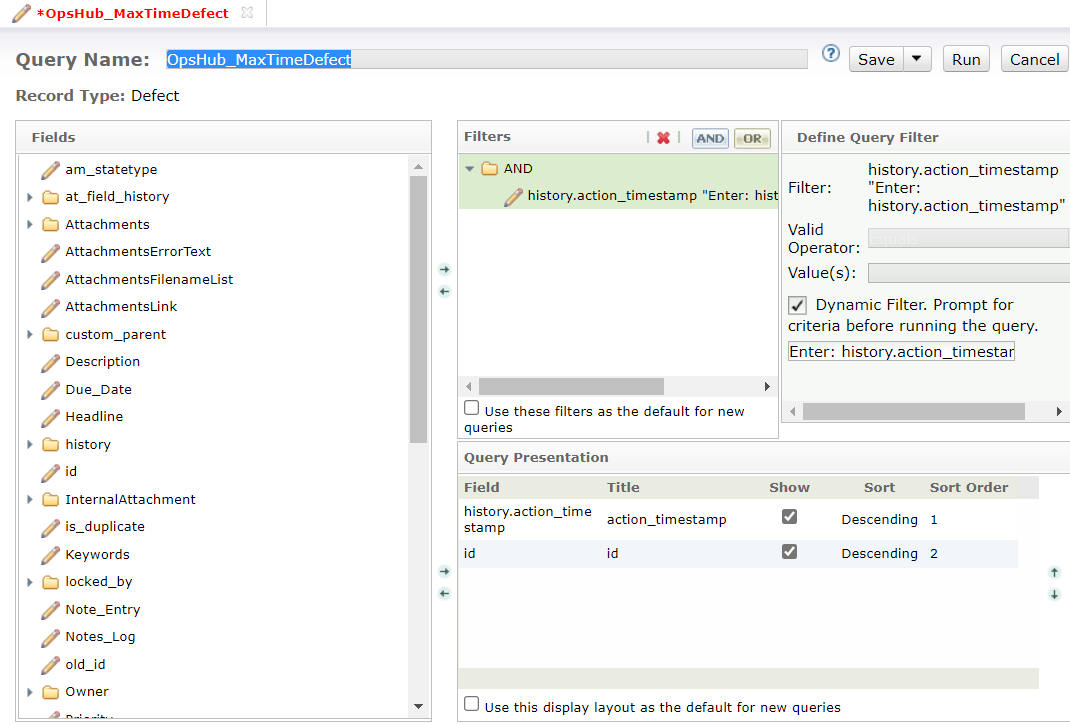 *OpsHub_MaxTimeDefect
Query Name: OpsHub_MaxTimeDefect
Save
Run
Cancel
Record Type: Defect
Fields
am_statetype
at_field_history
Attachments
AttachmentsErrorText
AttachmentsFilenameList
AttachmentsLink
custom_parent
Description
Due_Date
Headline
history
id
InternalAttachment
is_duplicate
Keywords
locked_by
Note_Entry
Notes_Log
old_id
Owner
Priority
Filters
AND
OR
AND
history.action_timestamp "Enter: hist
Use these filters as the default for new
queries
Define Query Filter
Filter:
history.action_timestamp
"Enter:
history.action_timestamp"
Valid
Operator:
Equals
Value(s):
Dynamic Filter. Prompt for
criteria before running the query.
Enter: history.action_timestar
Query Presentation
Field Title Show Sort Sort Order
history.action_time
stamp
action_timestamp Descending 1
id id Descending 2
Use this display layout as the default for new queries